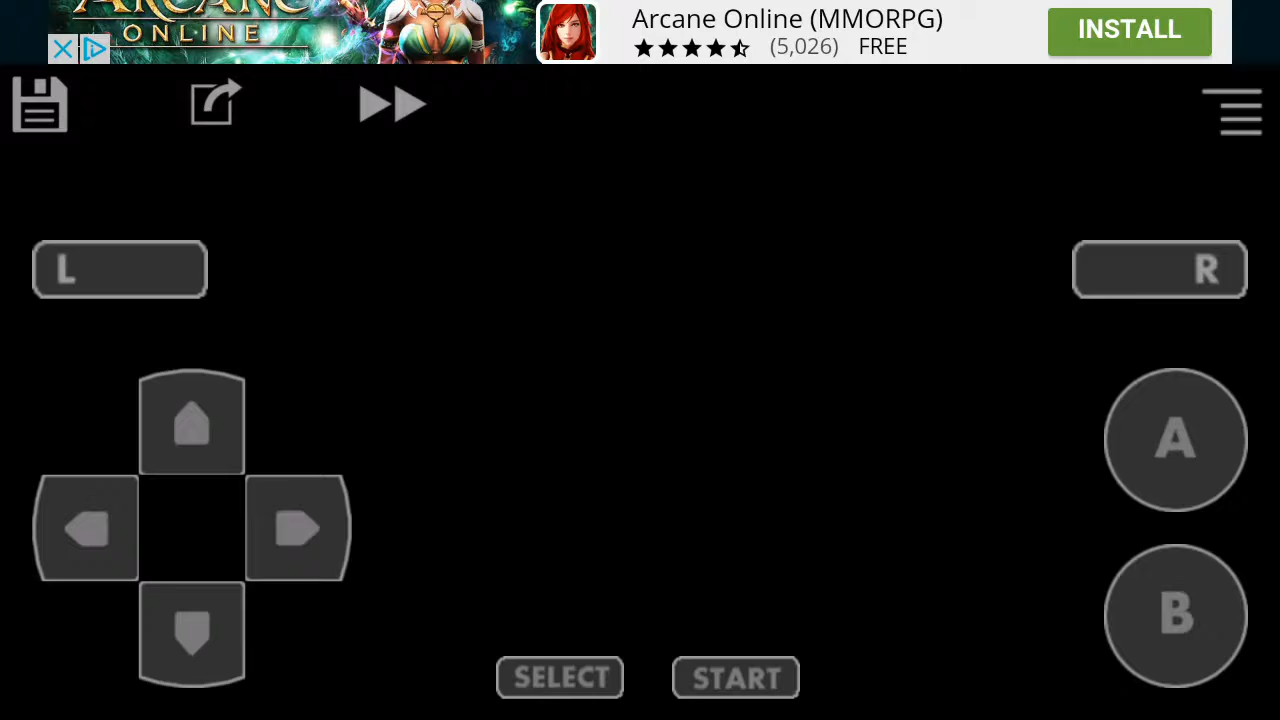 ARCANE
ONLINE
Arcane Online (MMORPG)
(5,026) FREE
INSTALL
L
R
A
B
SELECT
START